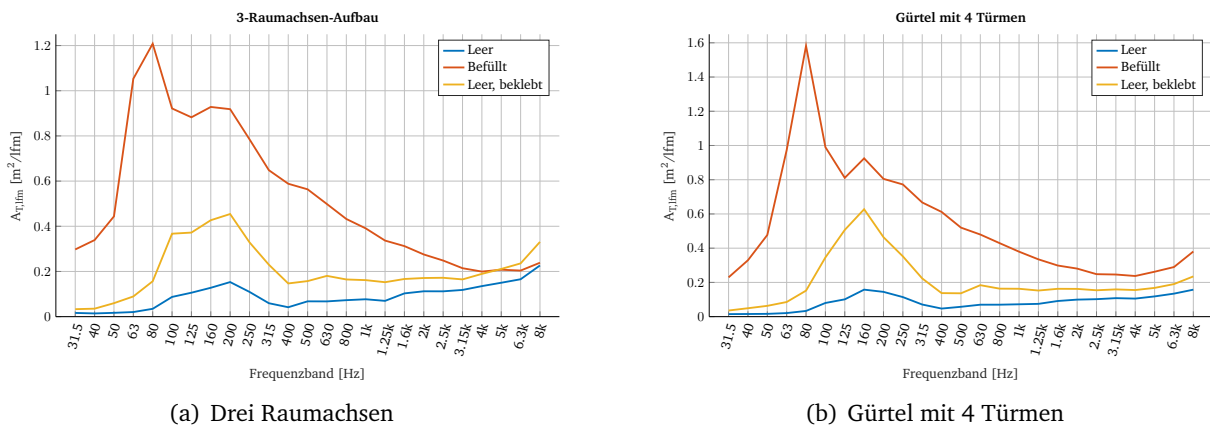 3-Raumachsen-Aufbau
1.2
1
0.8
0.6
0.4
0.2
0
A_T,lfm [m²/lfm]
Leer
Befüllt
Leer, beklebt
31.5 40 50 63 80 100 125 160 200 250 315 400 500 630 800 1k 1.25k 1.6k 2k 2.5k 3.15k 4k 5k 6.3k 8k
Frequenzband [Hz]
(a) Drei Raumachsen
Gürtel mit 4 Türmen
1.6
1.4
1.2
1
0.8
0.6
0.4
0.2
0
A_T,lfm [m²/lfm]
Leer
Befüllt
Leer, beklebt
31.5 40 50 63 80 100 125 160 200 250 315 400 500 630 800 1k 1.25k 1.6k 2k 2.5k 3.15k 4k 5k 6.3k 8k
Frequenzband [Hz]
(b) Gürtel mit 4 Türmen